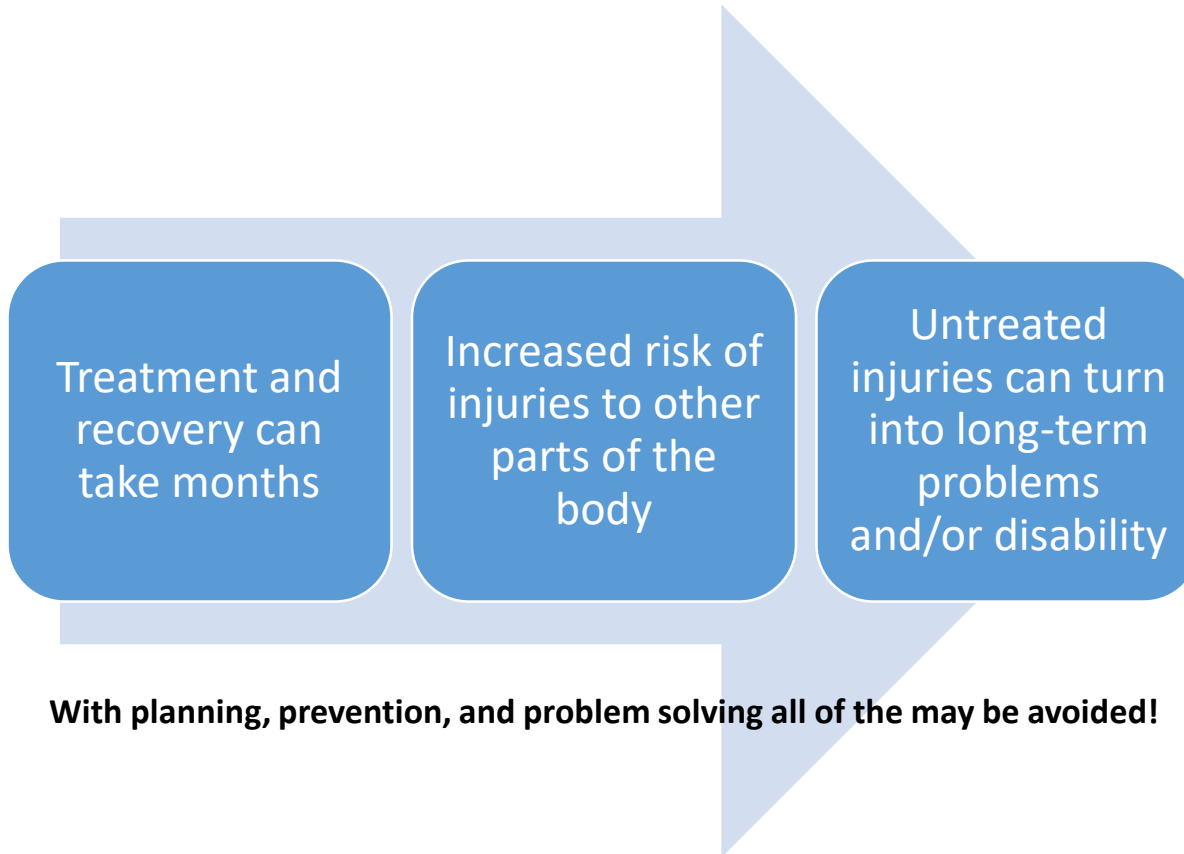 Treatment and
recovery can
take months
Increased risk of
injuries to other
parts of the
body
Untreated
injuries can turn
into long-term
problems
and/or disability
With planning, prevention, and problem solving all of the may be avoided!